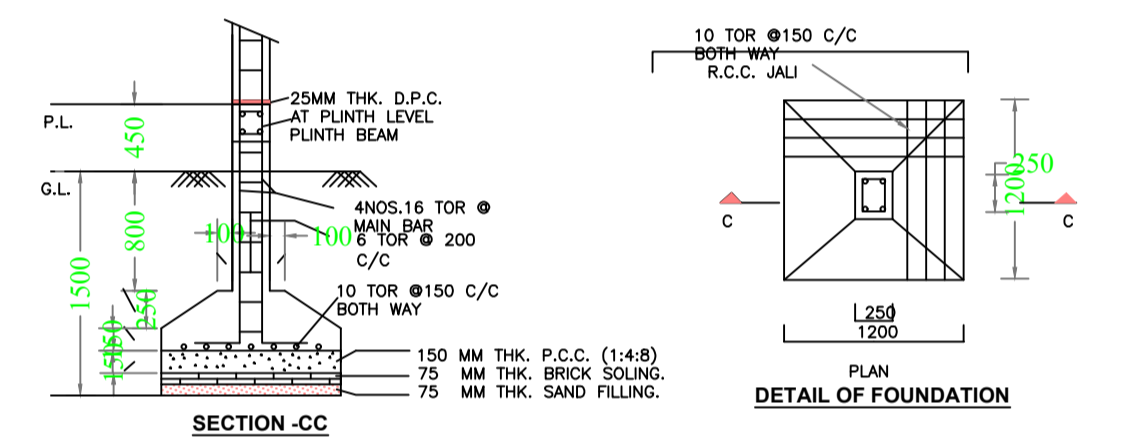 25MM THK. D.P.C.
AT PLINTH LEVEL
PLINTH BEAM
P.L.
450
G.L.
4NOS.16 TOR @
MAIN BAR
6 TOR @ 200
C/C
100
100
800
1500
250
10 TOR @150 C/C
BOTH WAY
150
150
150 MM THK. P.C.C. (1:4:8)
75 MM THK. BRICK SOLING.
75 MM THK. SAND FILLING.
SECTION -CC
10 TOR @150 C/C
BOTH WAY
R.C.C. JALI
250
1200
C
C
250
1200
PLAN
DETAIL OF FOUNDATION